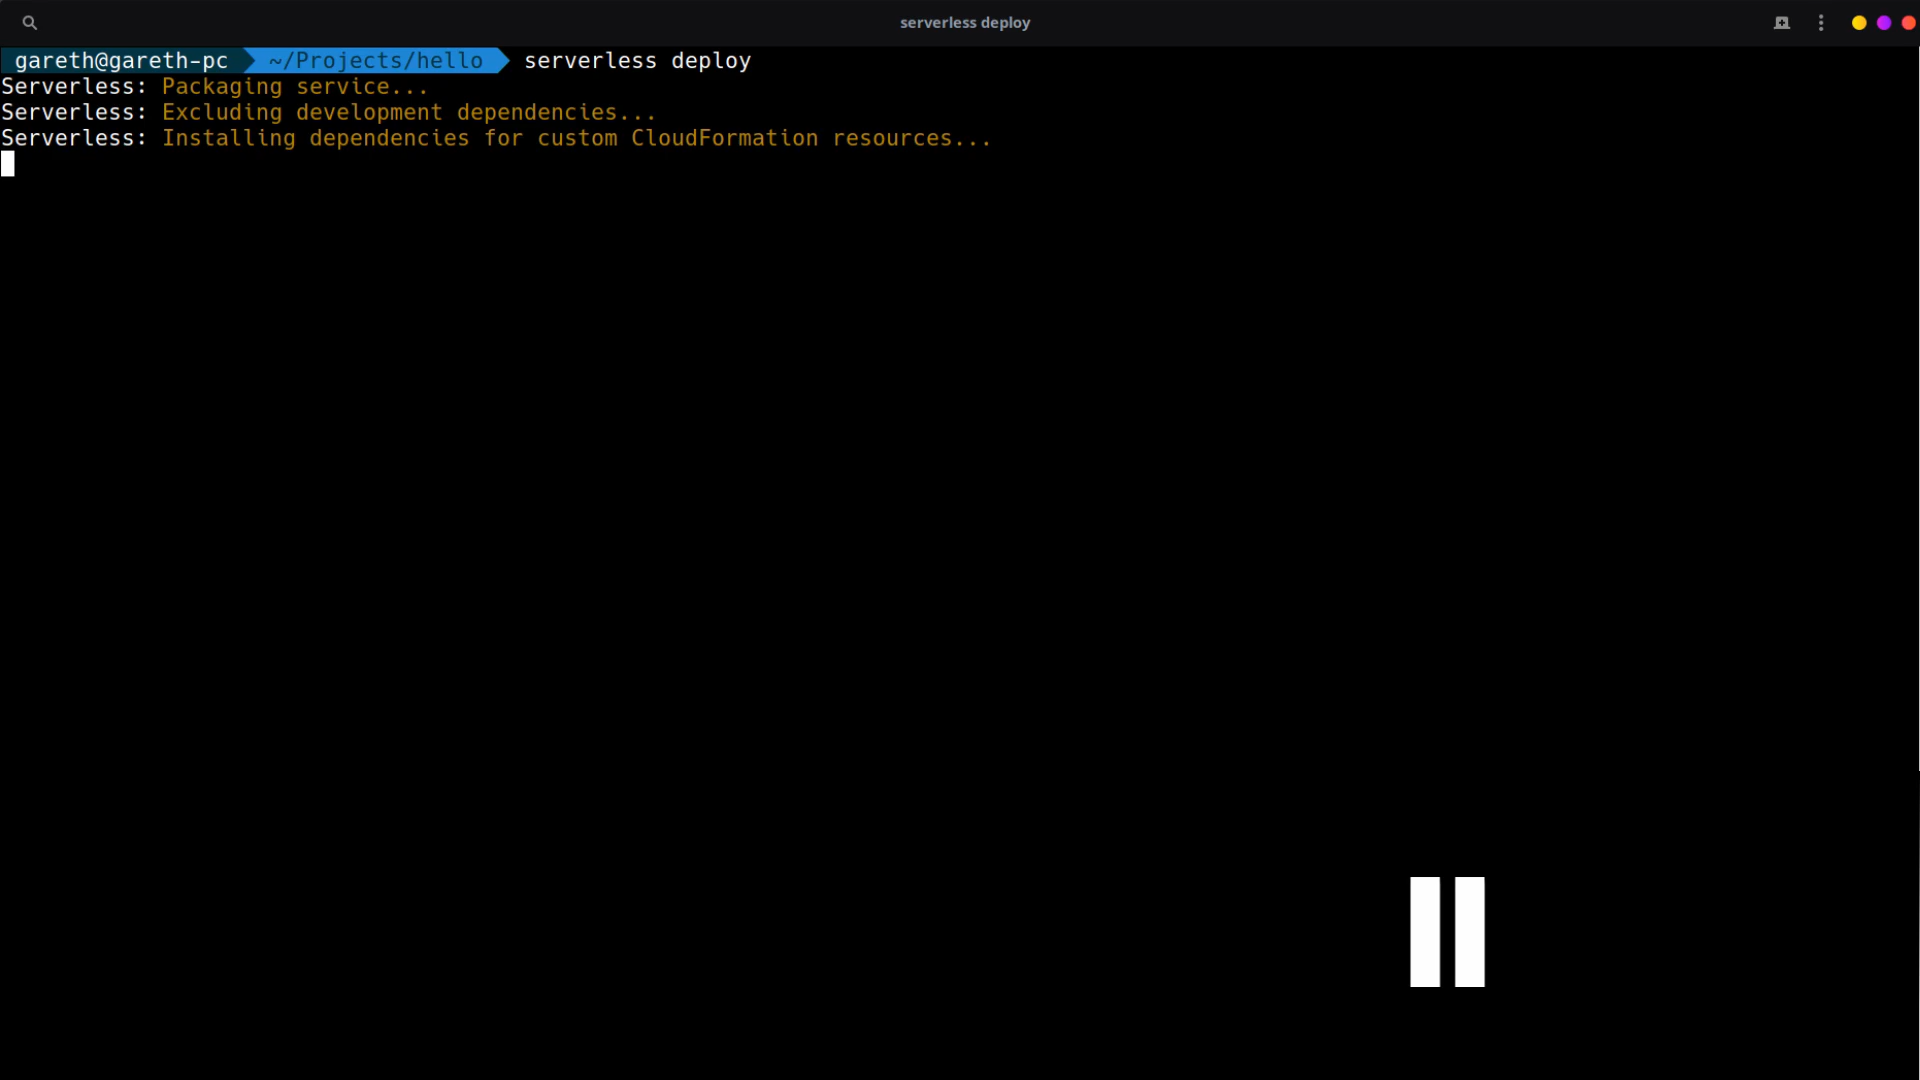 serverless deploy
gareth@gareth-pc ~/Projects/hello serverless deploy
Serverless: Packaging service...
Serverless: Excluding development dependencies...
Serverless: Installing dependencies for custom CloudFormation resources...